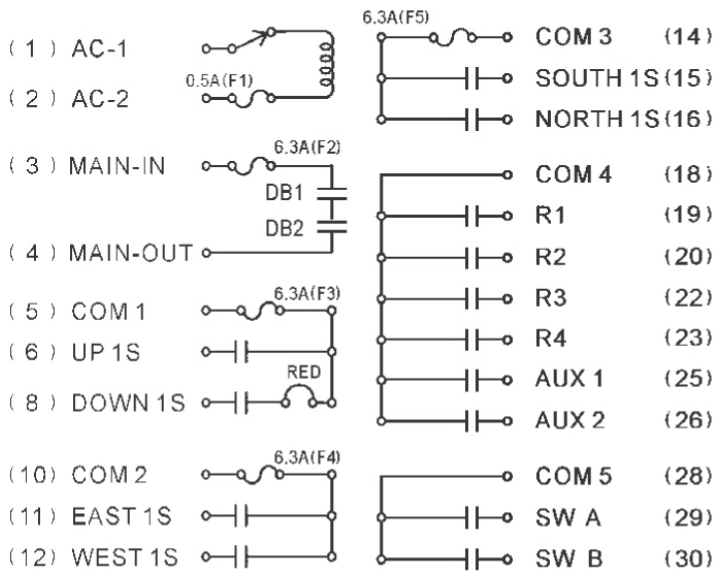 (1) AC-1
0.5A(F1)
(2) AC-2
6.3A(F2)
(3) MAIN-IN
DB1
DB2
(4) MAIN-OUT
6.3A(F3)
(5) COM 1
(6) UP 1S
RED
(8) DOWN 1S
6.3A(F4)
(10) COM 2
(11) EAST 1S
(12) WEST 1S
6.3A(F5)
COM 3 (14)
SOUTH 1S (15)
NORTH 1S (16)
COM 4 (18)
R1 (19)
R2 (20)
R3 (22)
R4 (23)
AUX 1 (25)
AUX 2 (26)
COM 5 (28)
SW A (29)
SW B (30)